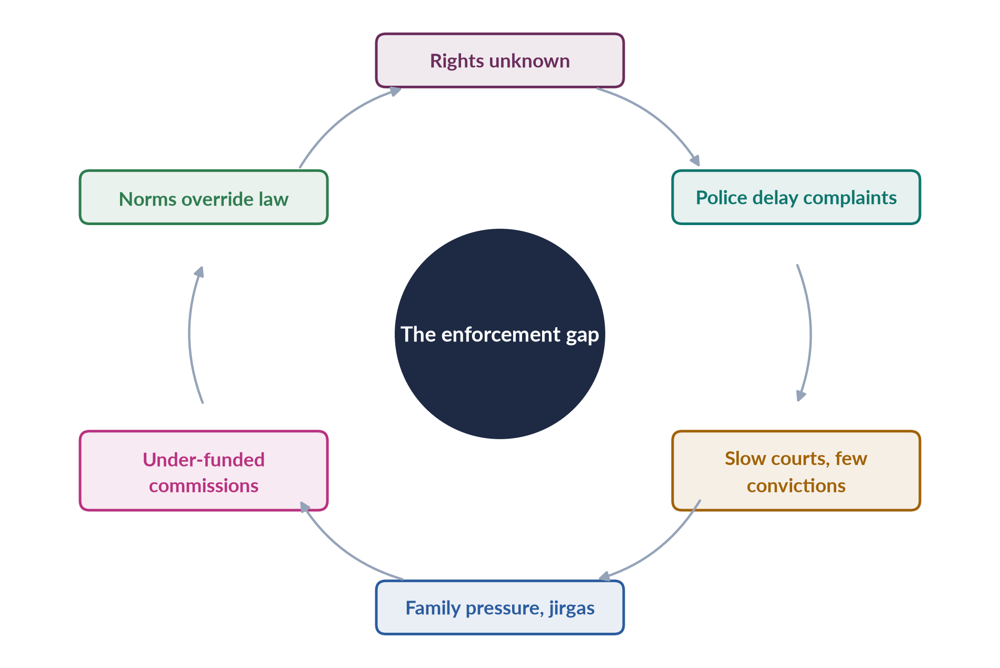 Rights unknown
Norms override law
Police delay complaints
The enforcement gap
Under-funded
commissions
Slow courts, few
convictions
Family pressure, jirgas